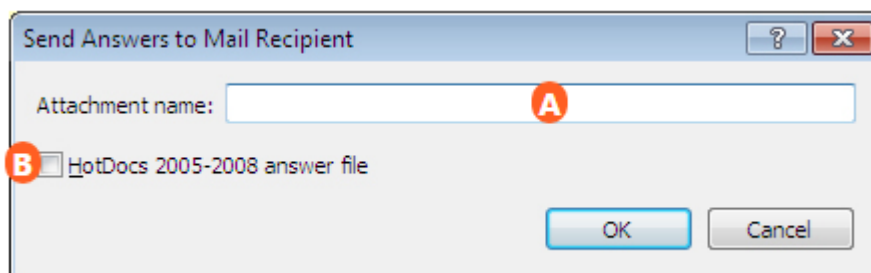 Send Answers to Mail Recipient ?
Attachment name: A
B HotDocs 2005-2008 answer file
OK Cancel